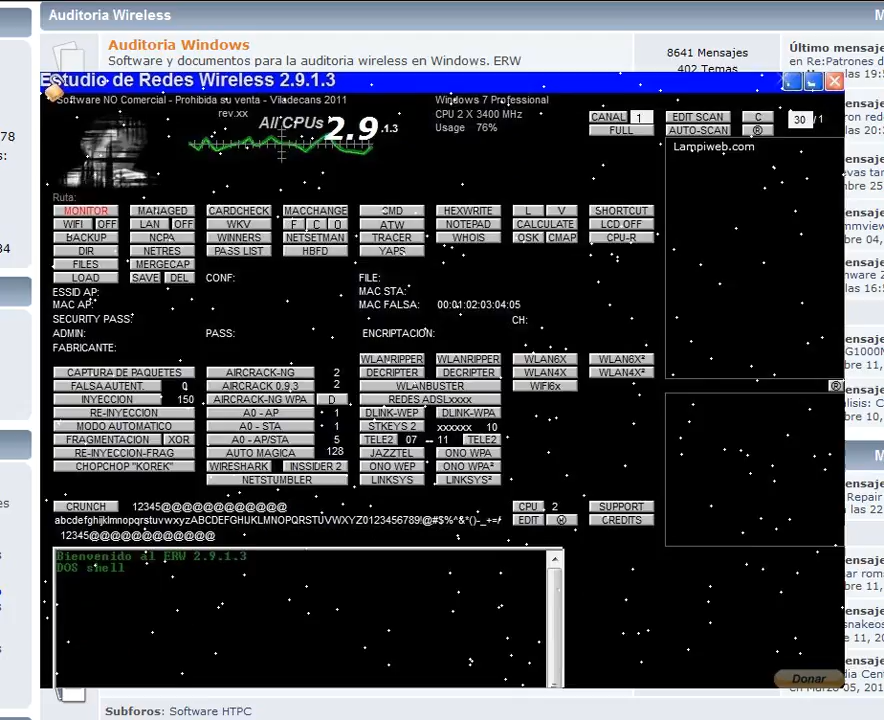 Auditoria Wireless
M
Auditoria Windows
Software y documentos para la auditoria wireless en Windows. ERW
8641 Mensajes
402 Temas
Último mensaje
en Re:Patrones d
Estudio de Redes Wireless 2.9.1.3
Software NO Comercial - Prohibida su venta - Viladecans 2011
rev.xx
All CPUs 2.9.1.3
Windows 7 Professional
CPU 2 X 3400 MHz
Usage 76%
CANAL 1
FULL
EDIT SCAN C
AUTO-SCAN ®
30 / 1
Lampiweb.com
Ruta:
MONITOR MANAGED CARDCHECK MACCHANGE CMD HEXWRITE L V SHORTCUT
WIFI OFF LAN OFF WKV F C O ATW NOTEPAD CALCULATE LCD OFF
BACKUP NCPA WINNERS NETSETMAN TRACER WHOIS OSK CMAP CPU-R
DIR NETRES PASS LIST HBFD YAPS
FILES MERGECAP
LOAD SAVE DEL CONF: FILE:
ESSID AP: MAC STA:
MAC AP: MAC FALSA: 00:01:02:03:04:05
SECURITY PASS: CH:
ADMIN: PASS: ENCRIPTACION:
FABRICANTE:
WLANRIPPER WLANRIPPER WLAN6X WLAN6X²
CAPTURA DE PAQUETES AIRCRACK-NG 2 DECRIPTER DECRIPTER WLAN4X WLAN4X²
FALSA AUTENT. 0 AIRCRACK 0.9.3 2 WLANBUSTER WIFI6x
INYECCION 150 AIRCRACK-NG WPA D REDES ADSLxxxx
RE-INYECCION A0 - AP 1 DLINK-WEP DLINK-WPA
MODO AUTOMATICO A0 - STA 1 STKEYS 2 xxxxxx 10
FRAGMENTACION XOR A0 - AP/STA 5 TELE2 07 -- 11 TELE2
RE-INYECCION-FRAG AUTO MAGICA 128 JAZZTEL ONO WPA
CHOPCHOP "KOREK" WIRESHARK INSSIDER 2 ONO WEP ONO WPA²
NETSTUMBLER LINKSYS LINKSYS²
CRUNCH 12345@@@@@@@@@@@@ CPU 2 SUPPORT
abcdefghijklmnopqrstuvwxyzABCDEFGHIJKLMNOPQRSTUVWXYZ0123456789!@#$%^&*()-_+=
EDIT CREDITS
12345@@@@@@@@@@@@
Bienvenido al ERW 2.9.1.3
DOS shell
Donar
Subforos: Software HTPC